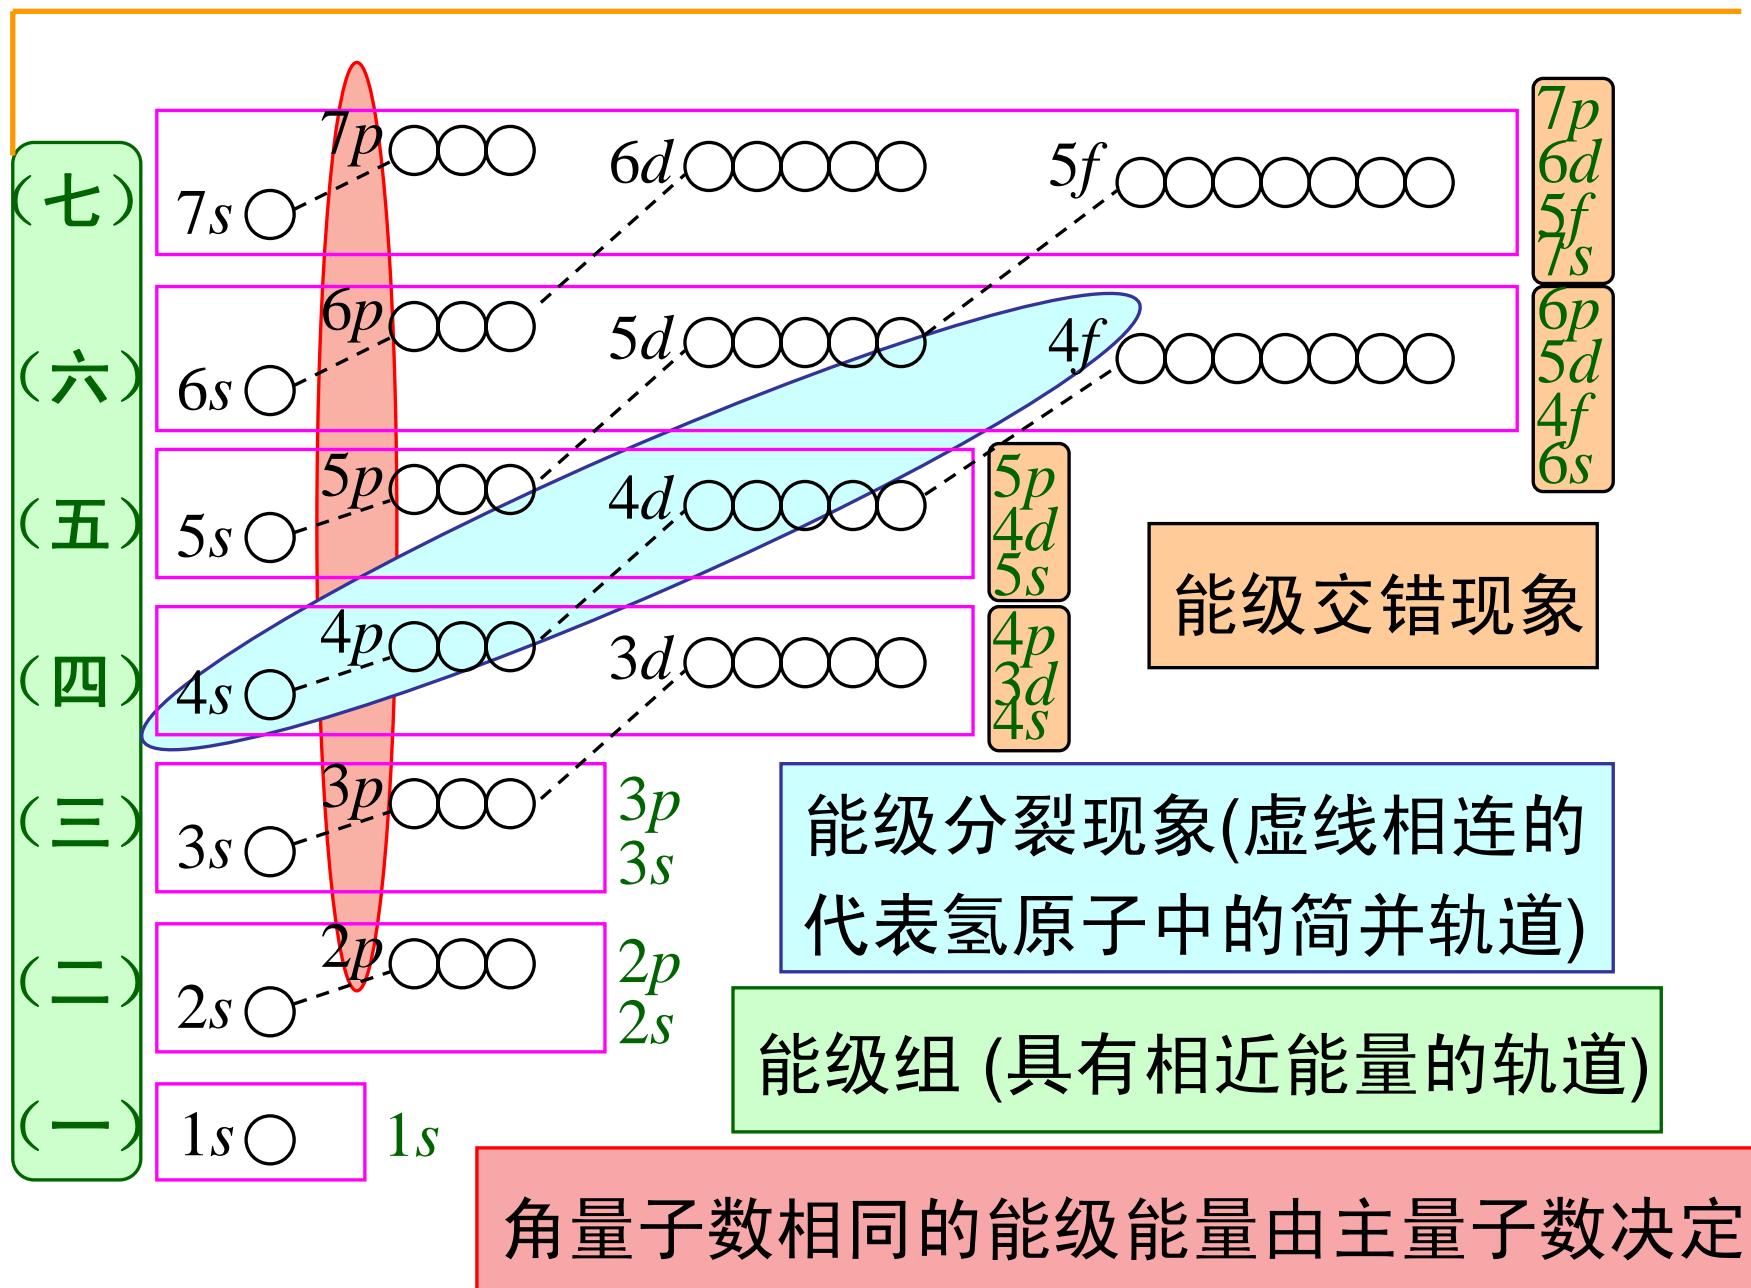 7p
6d
5f
7s
(七)
7p
6d
5f
7s
6p
5d
4f
6s
(六)
6p
5d
4f
6s
5p
4d
5s
(五)
5p
4d
5s
能级交错现象
4p
3d
4s
(四)
4p
3d
4s
3p
3s
(三)
3p
3s
能级分裂现象(虚线相连的
代表氢原子中的简并轨道)
2p
2s
(二)
2p
2s
能级组 (具有相近能量的轨道)
1s
(一)
1s
角量子数相同的能级能量由主量子数决定